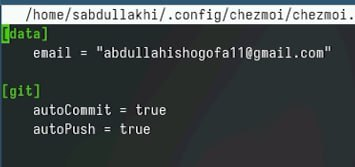 /home/sabdullakhi/.config/chezmoi/chezmoi.
[data]
email = "abdullahishogofa11@gmail.com"
[git]
autoCommit = true
autoPush = true